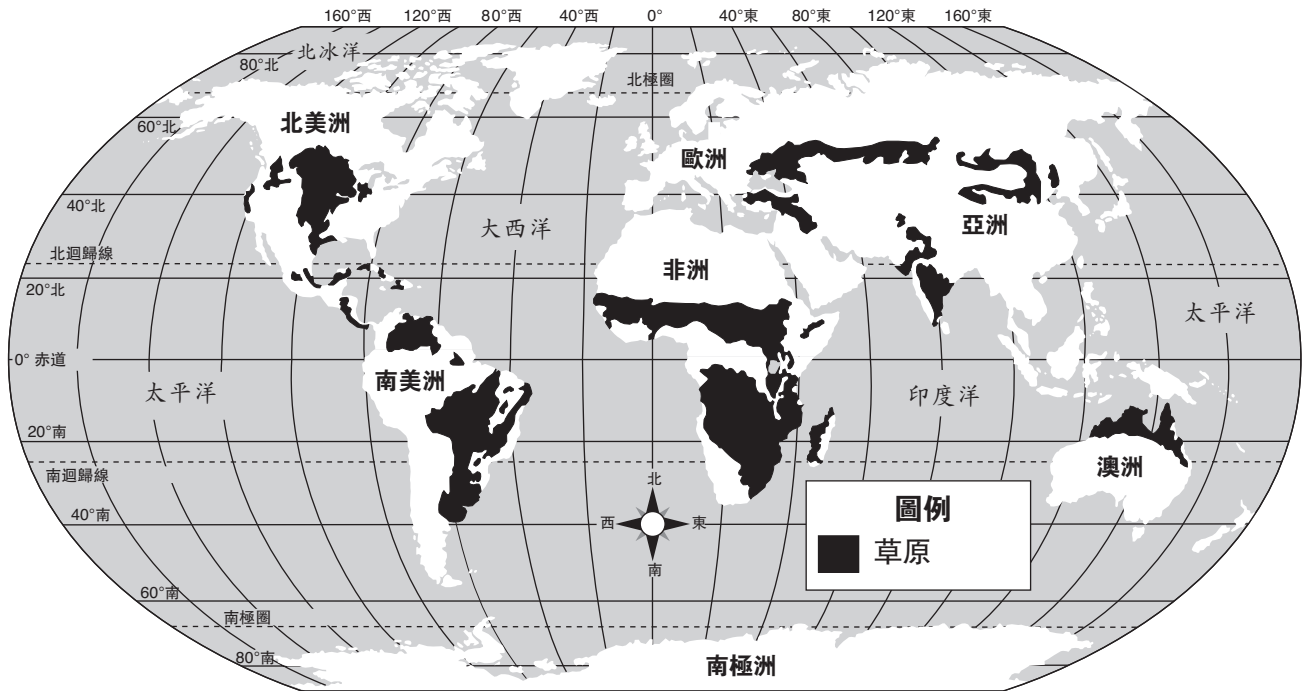 160°西 120°西 80°西 40°西 0° 40°東 80°東 120°東 160°東
北冰洋
80°北
北極圈
60°北
北美洲
歐洲
40°北
大西洋
亞洲
北迴歸線
非洲
20°北
太平洋
0° 赤道
南美洲
太平洋
印度洋
20°南
澳洲
南迴歸線
北
西 東
南
40°南
圖例
草原
60°南
南極圈
80°南
南極洲